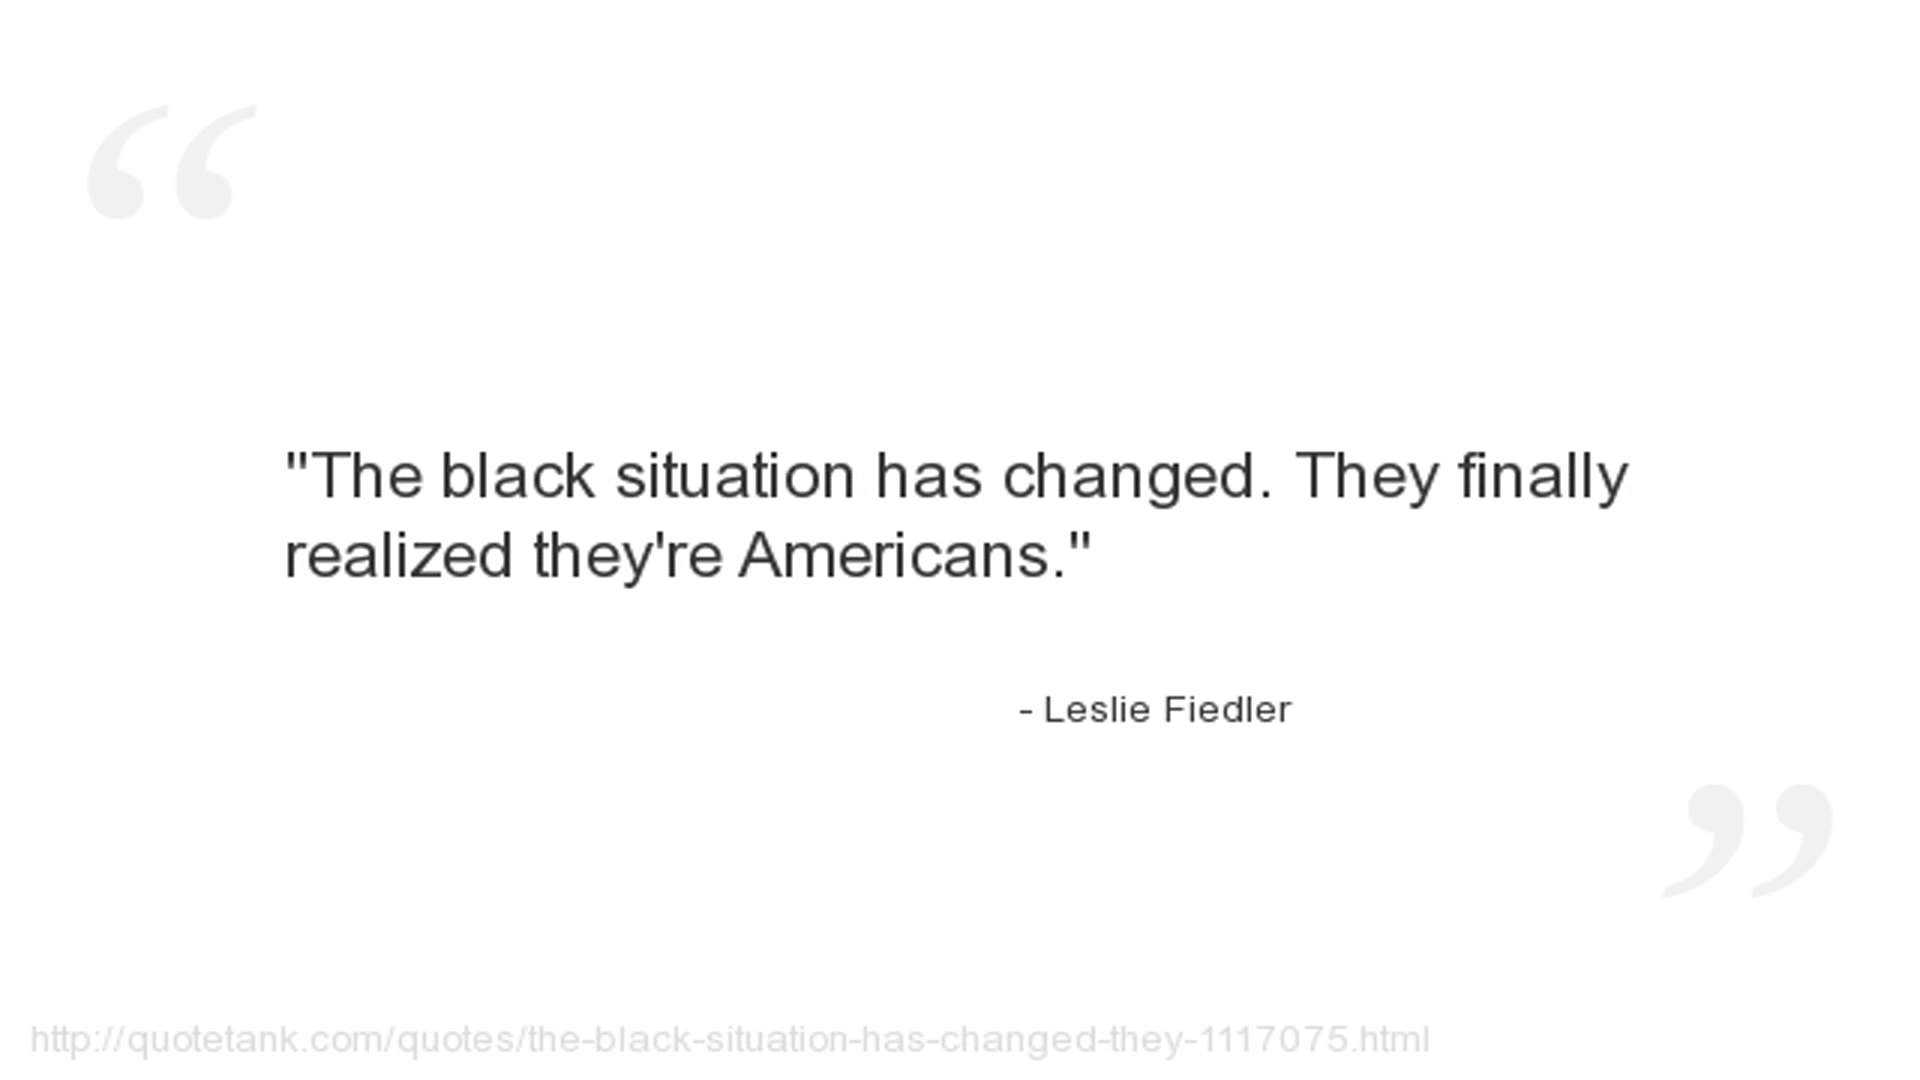 "The black situation has changed. They finally
realized they're Americans."
- Leslie Fiedler
http://quotetank.com/quotes/the-black-situation-has-changed-they-1117075.html